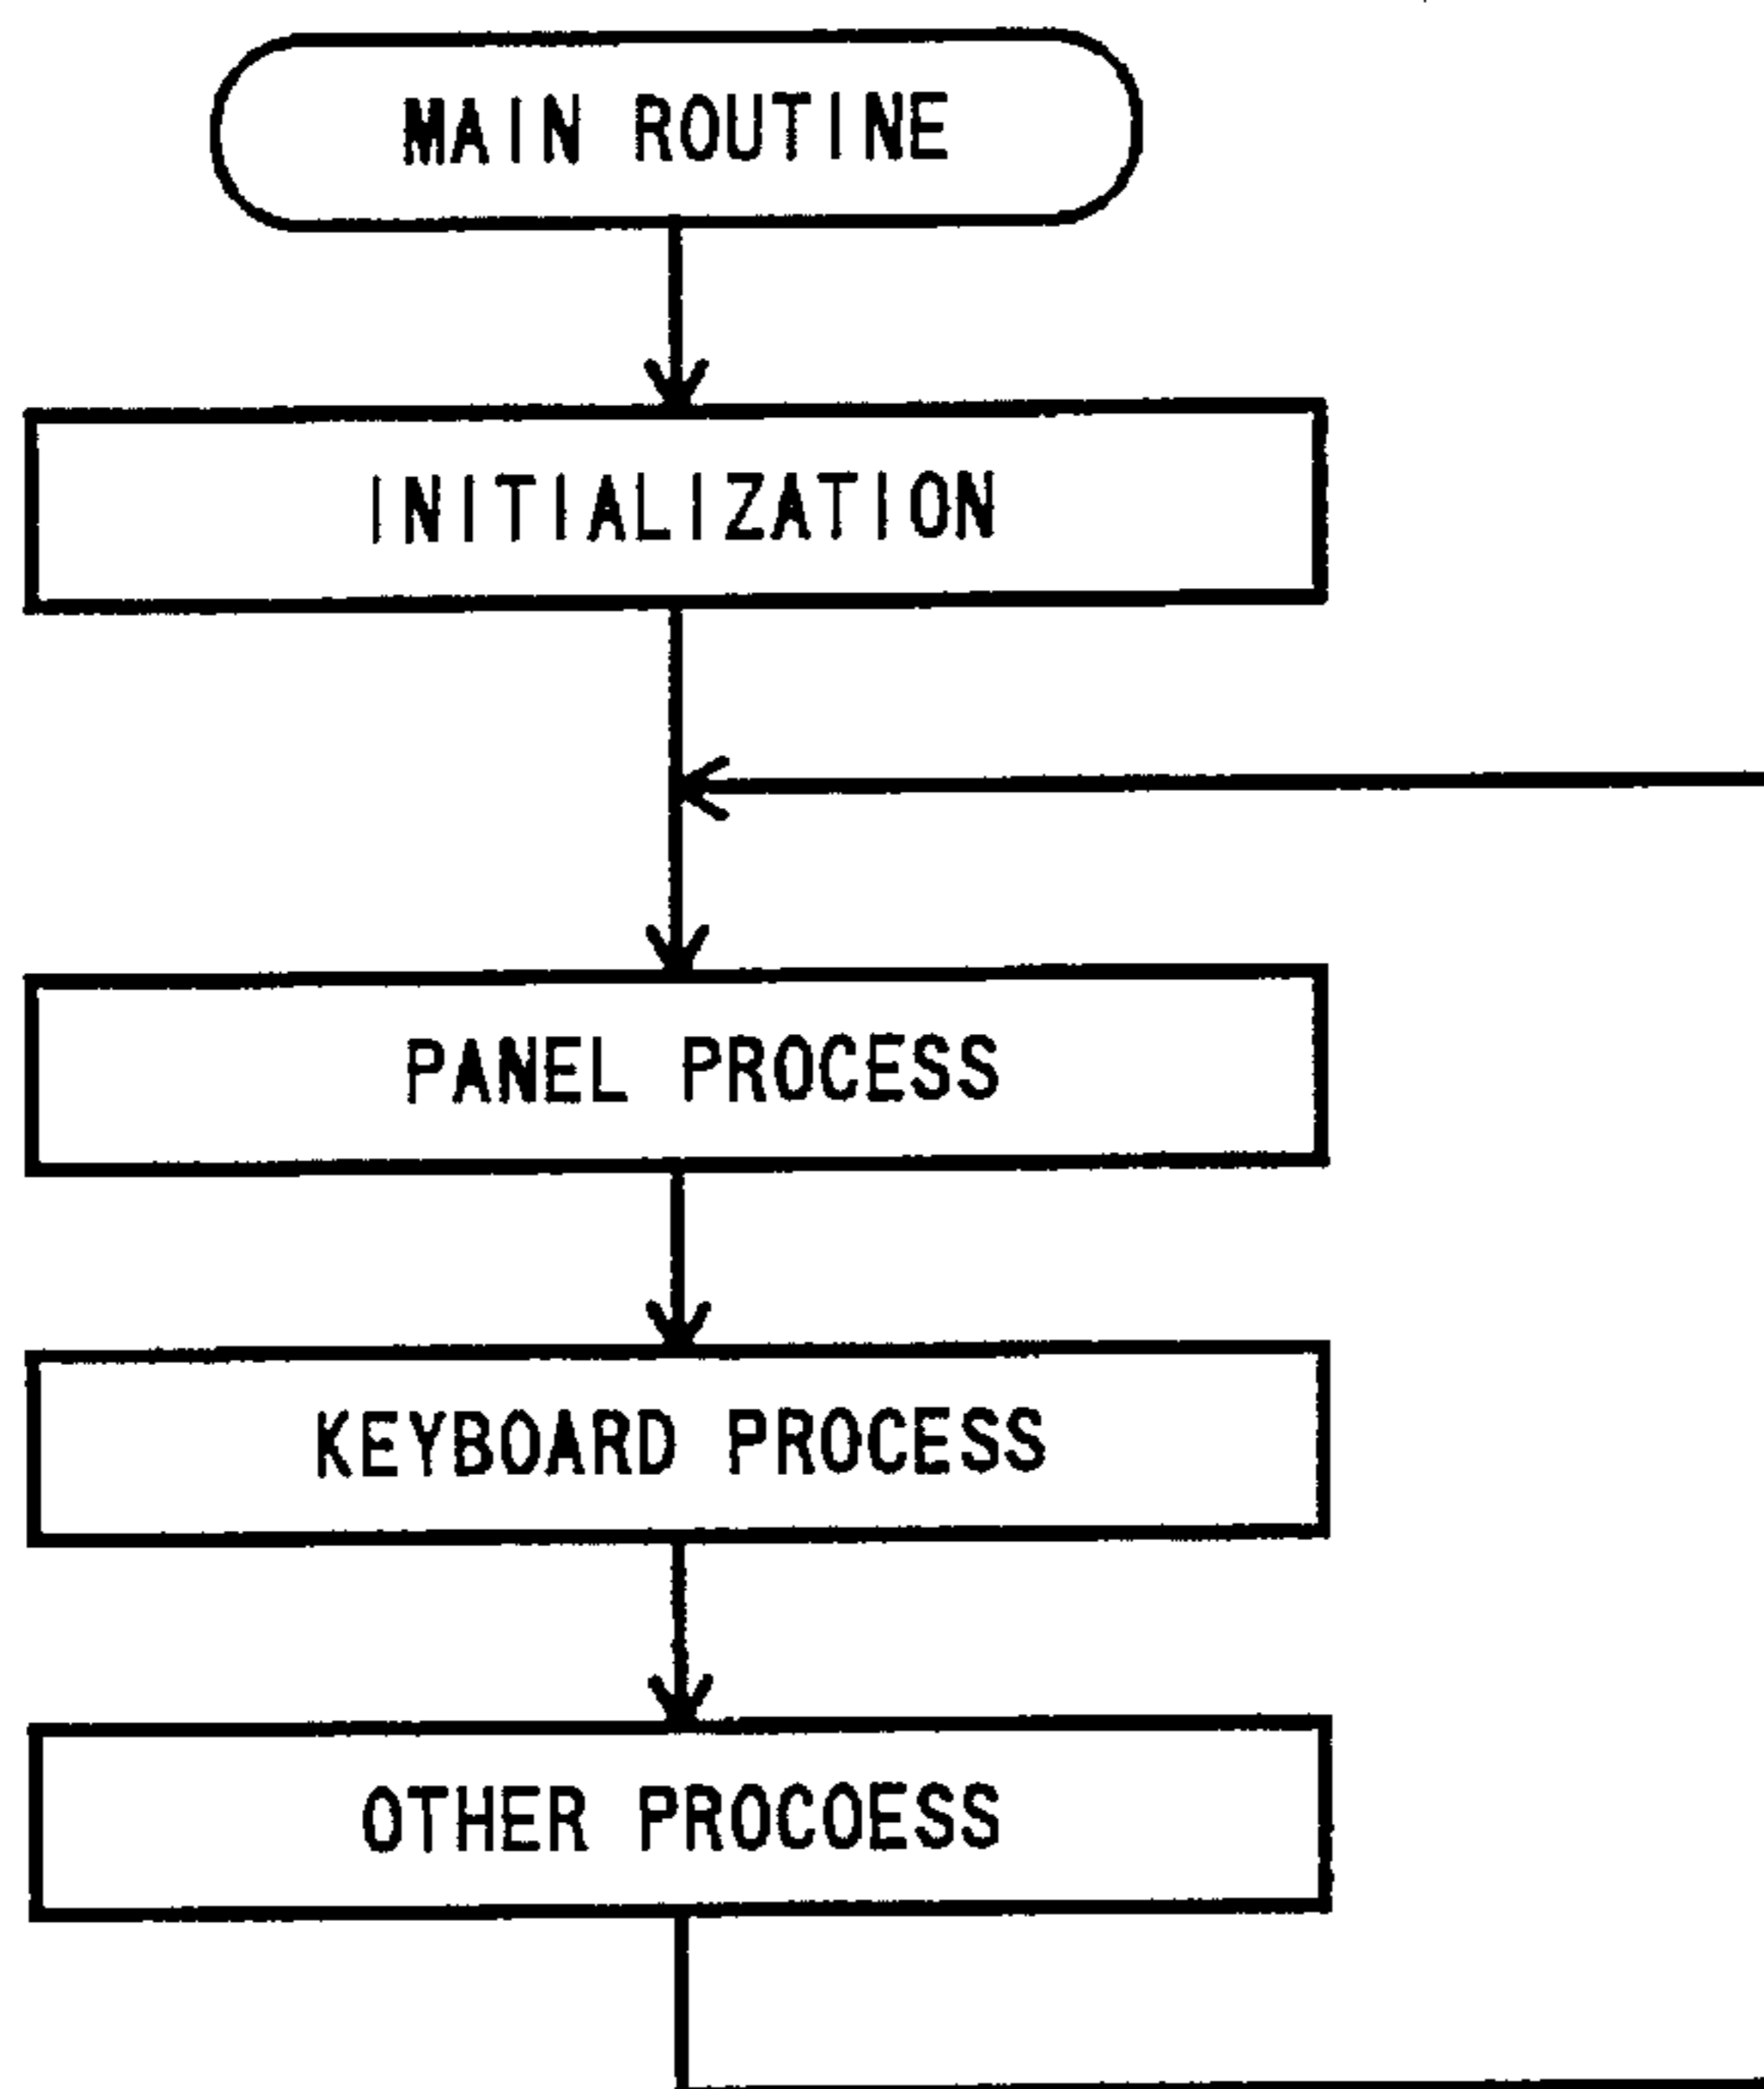 MAIN ROUTINE
INITIALIZATION
PANEL PROCESS
KEYBOARD PROCESS
OTHER PROCOESS